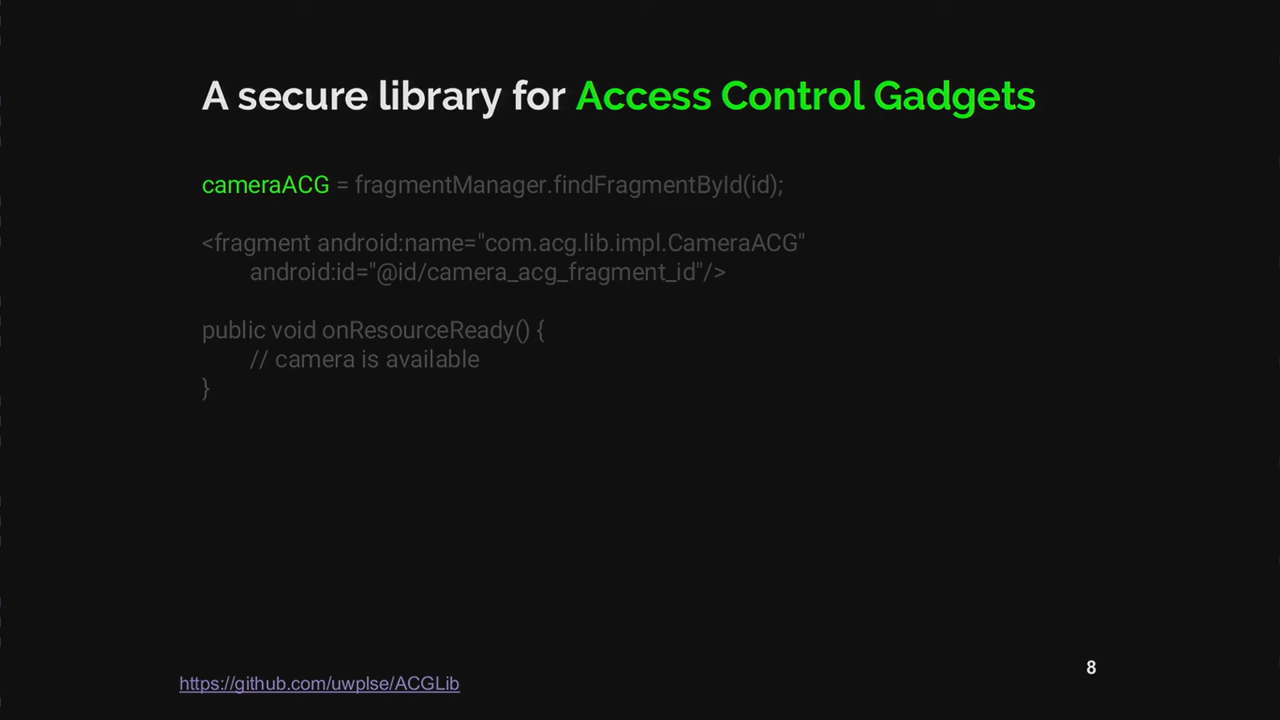 A secure library for Access Control Gadgets
cameraACG = fragmentManager.findFragmentById(id);
<fragment android:name="com.acg.lib.impl.CameraACG"
android:id="@id/camera_acg_fragment_id"/>
public void onResourceReady() {
// camera is available
}
8
https://github.com/uwplse/ACGLib